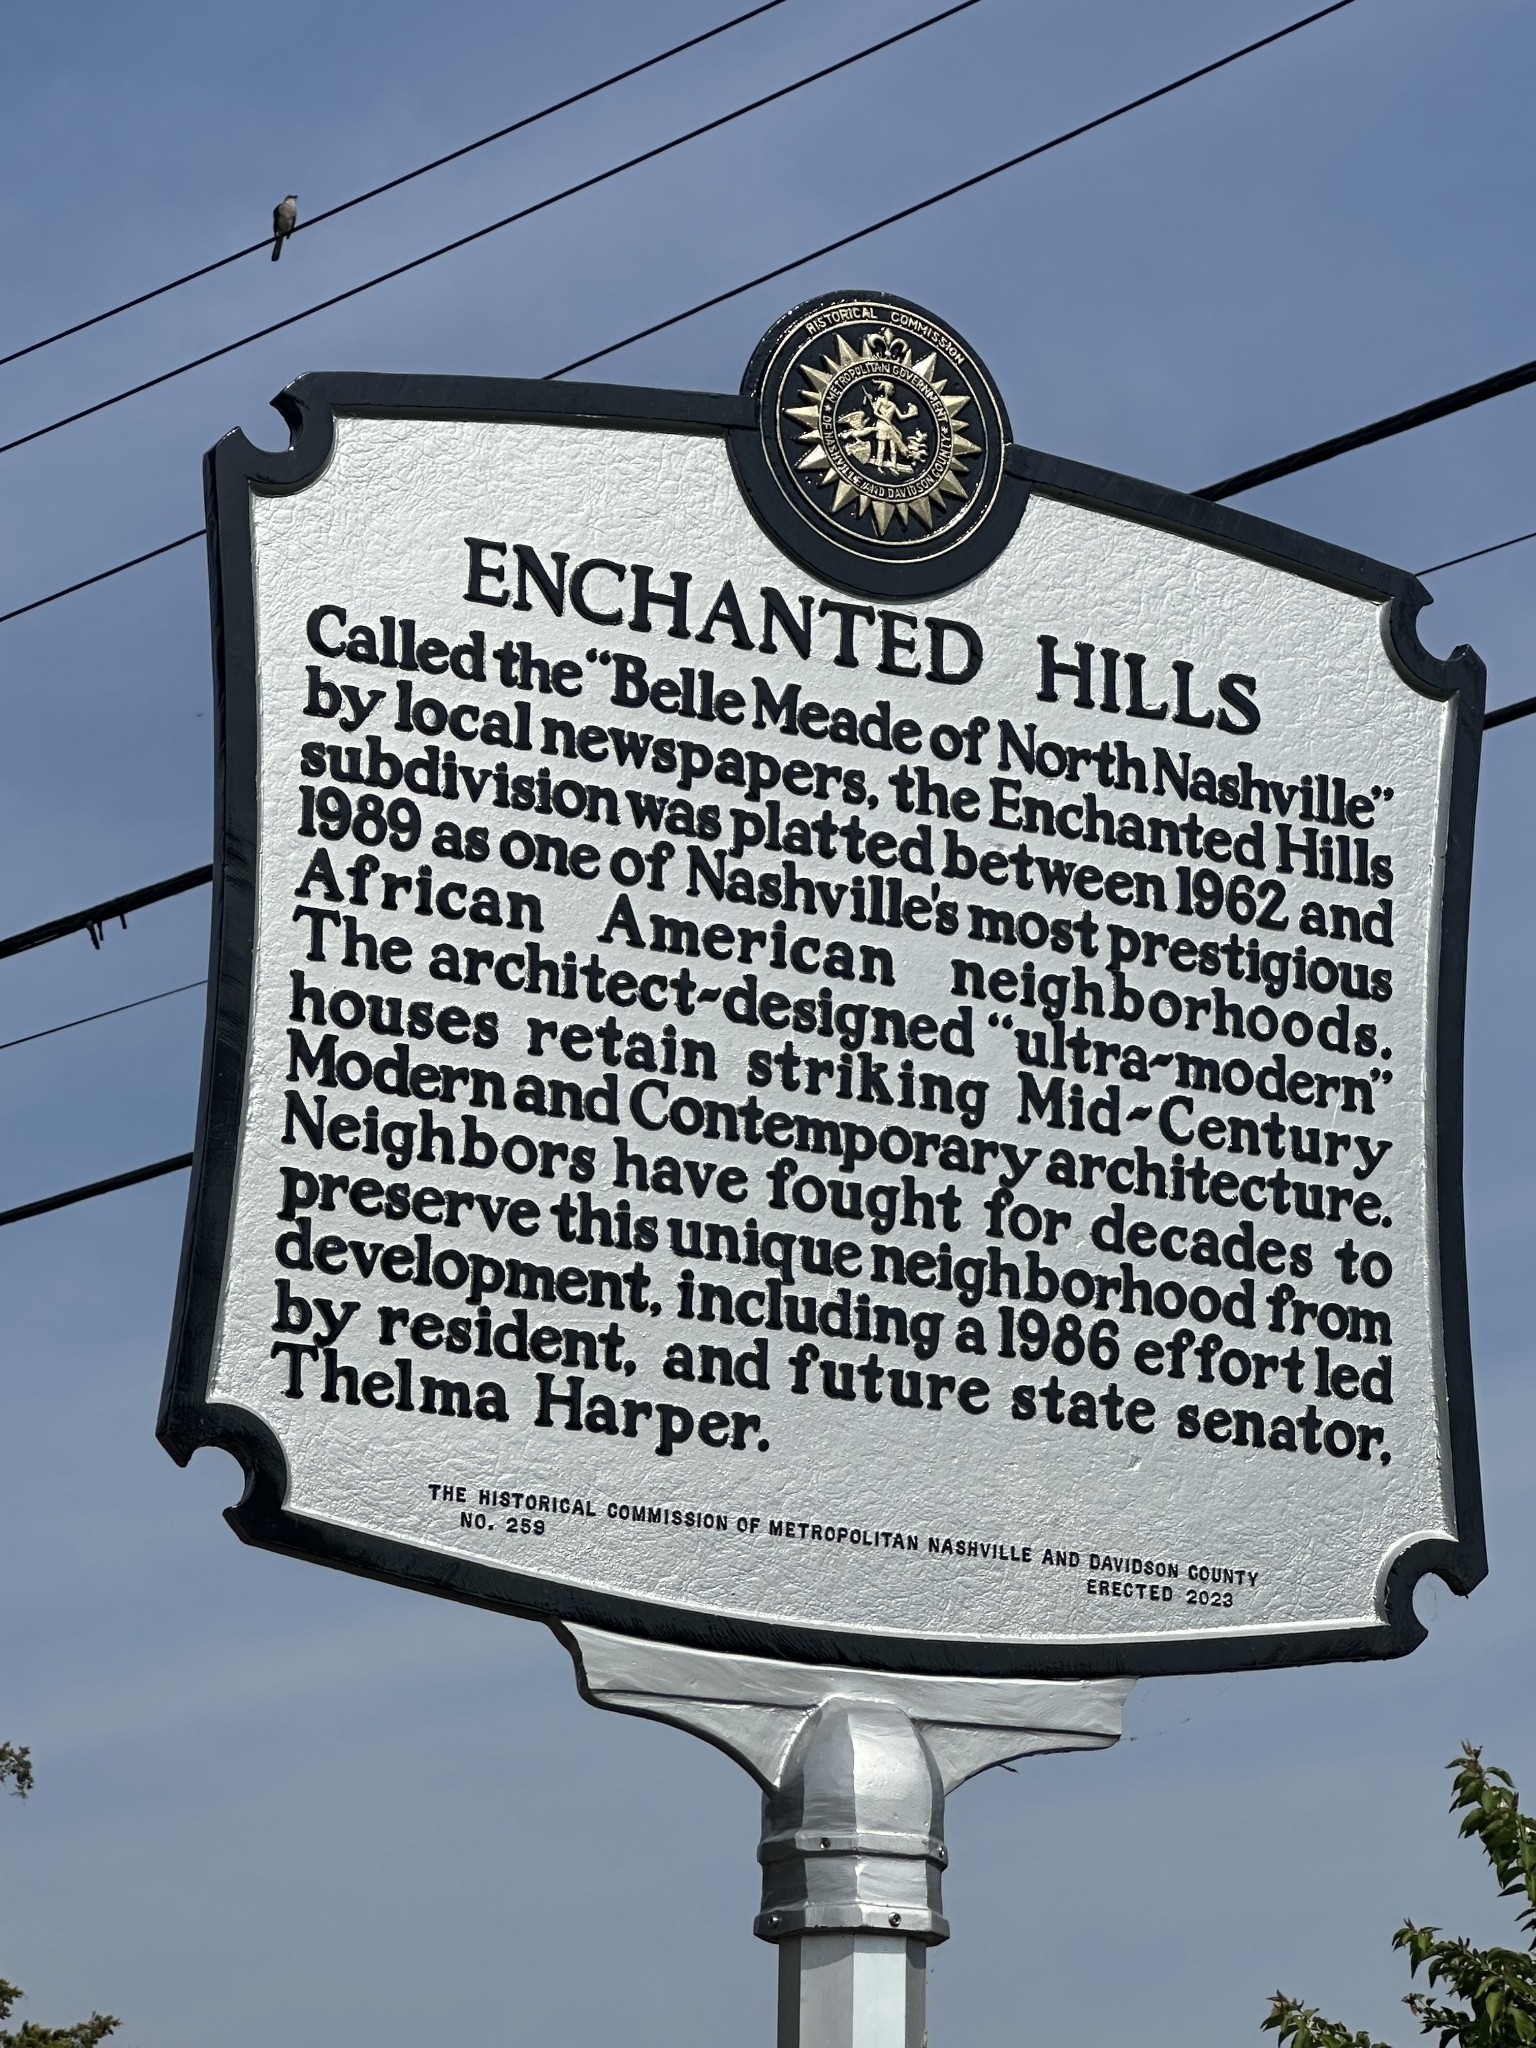 HISTORICAL COMMISSION
METROPOLITAN GOVERNMENT
OF NASHVILLE AND DAVIDSON COUNTY
ENCHANTED HILLS
Called the “Belle Meade of North Nashville”
by local newspapers, the Enchanted Hills
subdivision was platted between 1962 and
1989 as one of Nashville's most prestigious
African American neighborhoods.
The architect-designed “ultra-modern”
houses retain striking Mid-Century
Modern and Contemporary architecture.
Neighbors have fought for decades to
preserve this unique neighborhood from
development, including a 1986 effort led
by resident, and future state senator,
Thelma Harper.
THE HISTORICAL COMMISSION OF METROPOLITAN NASHVILLE AND DAVIDSON COUNTY
NO. 259
ERECTED 2023